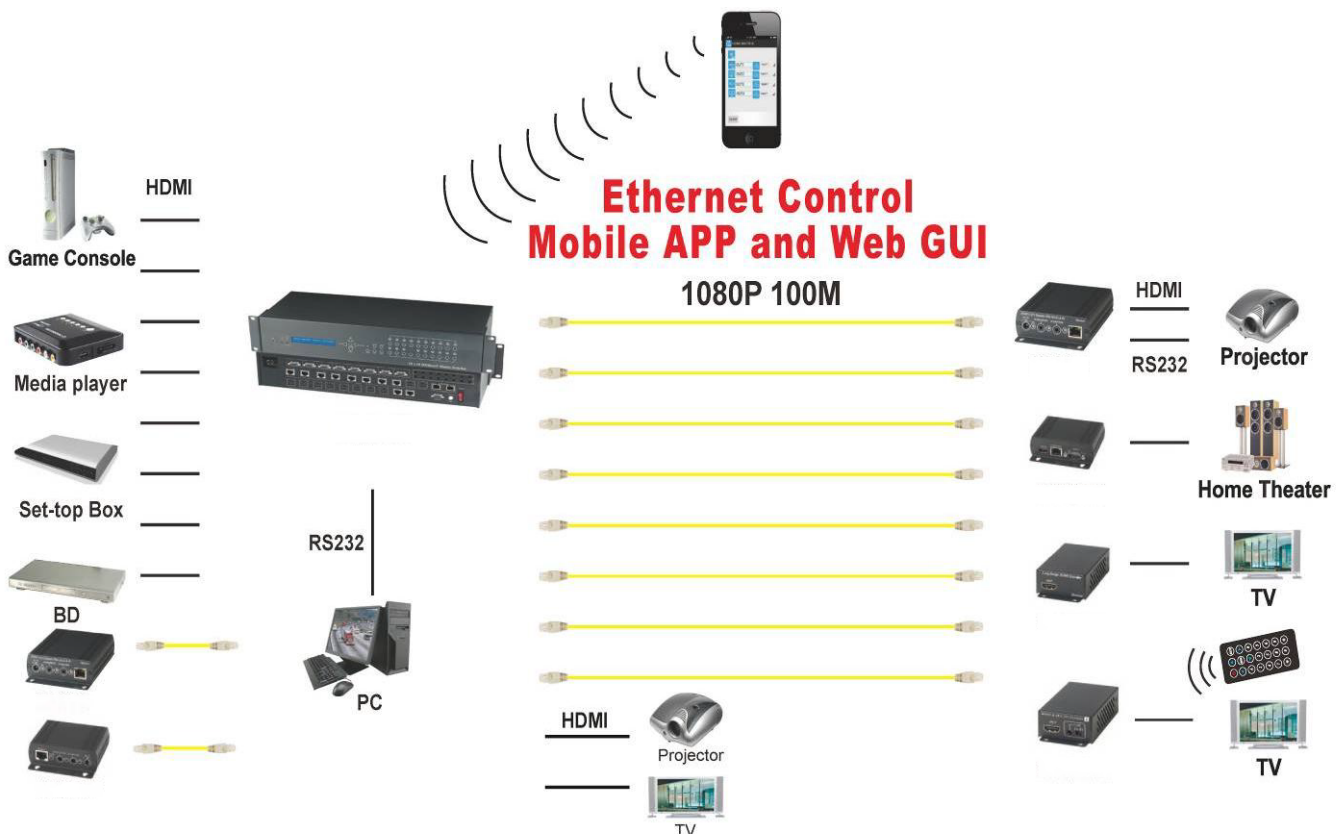 Ethernet Control
Mobile APP and Web GUI
1080P 100M
HDMI
Game Console
Media player
Set-top Box
BD
RS232
PC
HDMI
Projector
TV
HDMI
RS232
Projector
Home Theater
TV
TV